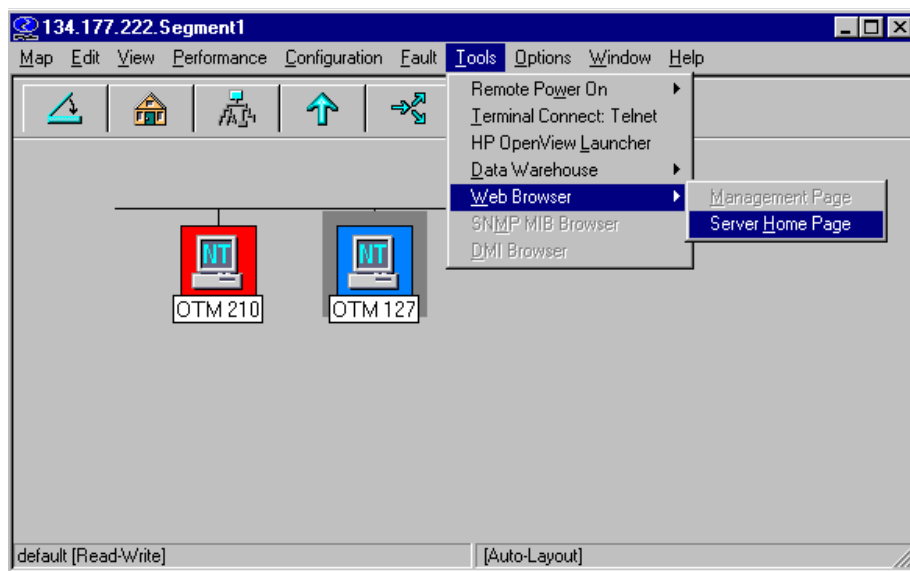 134.177.222.Segment1
Map Edit View Performance Configuration Fault Tools Options Window Help
Remote Power On
Terminal Connect: Telnet
HP OpenView Launcher
Data Warehouse
Web Browser
Management Page
SNMP MIB Browser
Server Home Page
DMI Browser
NT
NT
OTM 210
OTM 127
default [Read-Write]
[Auto-Layout]